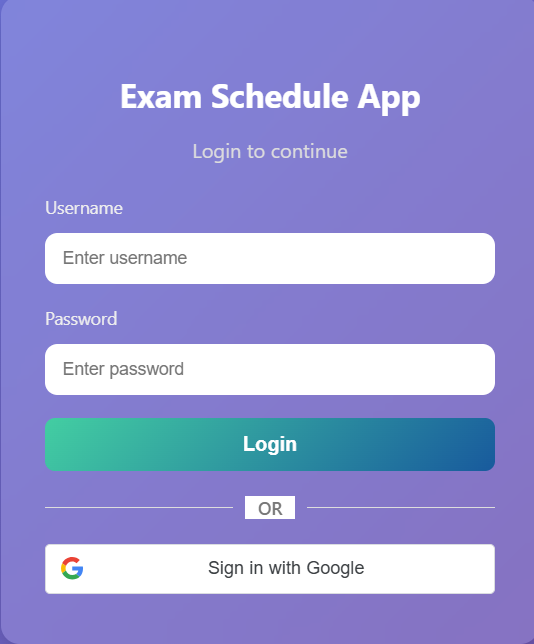 Exam Schedule App
Login to continue
Username
Enter username
Password
Enter password
Login
OR
Sign in with Google